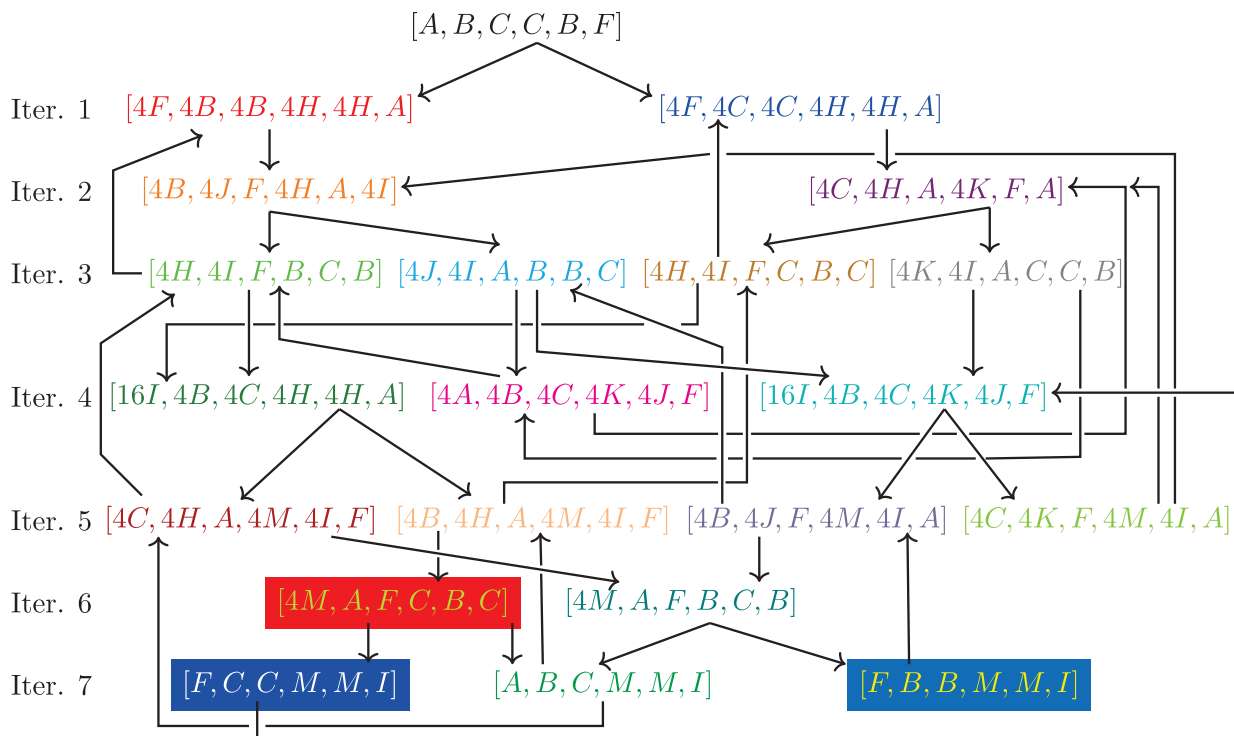 [A, B, C, C, B, F]
Iter. 1 [4F, 4B, 4B, 4H, 4H, A] [4F, 4C, 4C, 4H, 4H, A]
Iter. 2 [4B, 4J, F, 4H, A, 4I] [4C, 4H, A, 4K, F, A]
Iter. 3 [4H, 4I, F, B, C, B] [4J, 4I, A, B, B, C] [4H, 4I, F, C, B, C] [4K, 4I, A, C, C, B]
Iter. 4 [16I, 4B, 4C, 4H, 4H, A] [4A, 4B, 4C, 4K, 4J, F] [16I, 4B, 4C, 4K, 4J, F]
Iter. 5 [4C, 4H, A, 4M, 4I, F] [4B, 4H, A, 4M, 4I, F] [4B, 4J, F, 4M, 4I, A] [4C, 4K, F, 4M, 4I, A]
Iter. 6 [4M, A, F, C, B, C] [4M, A, F, B, C, B]
Iter. 7 [F, C, C, M, M, I] [A, B, C, M, M, I] [F, B, B, M, M, I]